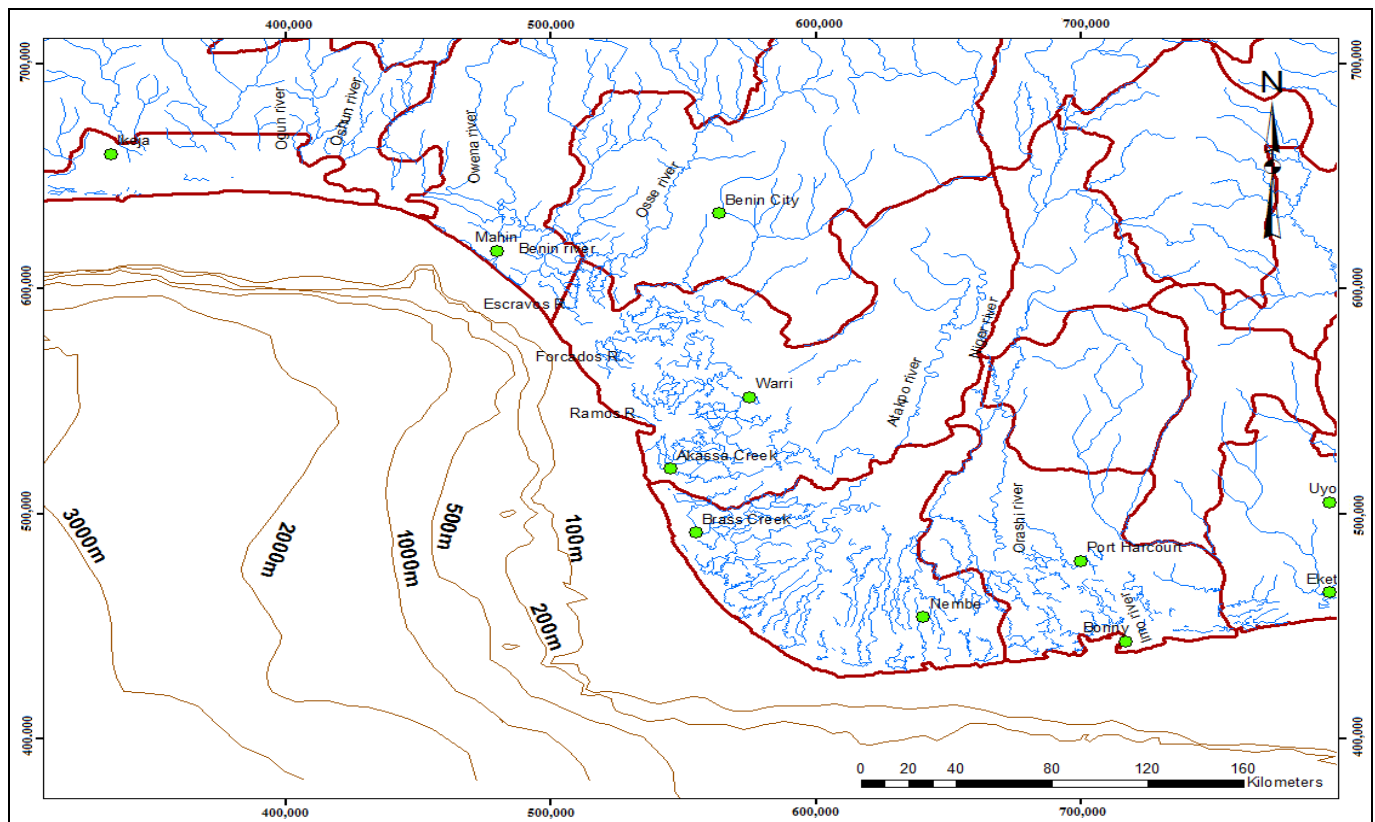 400,000
500,000
600,000
700,000
700,000
700,000
N
Ogun river
Oshun river
Ikeja
Owena river
Osse river
Benin City
Mahin
Benin river
600,000
600,000
Escravos R.
Niger river
Forcados R.
Warri
Atakpo river
Ramos R.
Akassa Creek
Uyo
500,000
500,000
3000m
2000m
1000m
500m
100m
200m
Brass Creek
Orashi river
Port Harcourt
Eket
Nembe
Imo river
Bonny
400,000
400,000
0 20 40 80 120 160
Kilometers
400,000
500,000
600,000
700,000